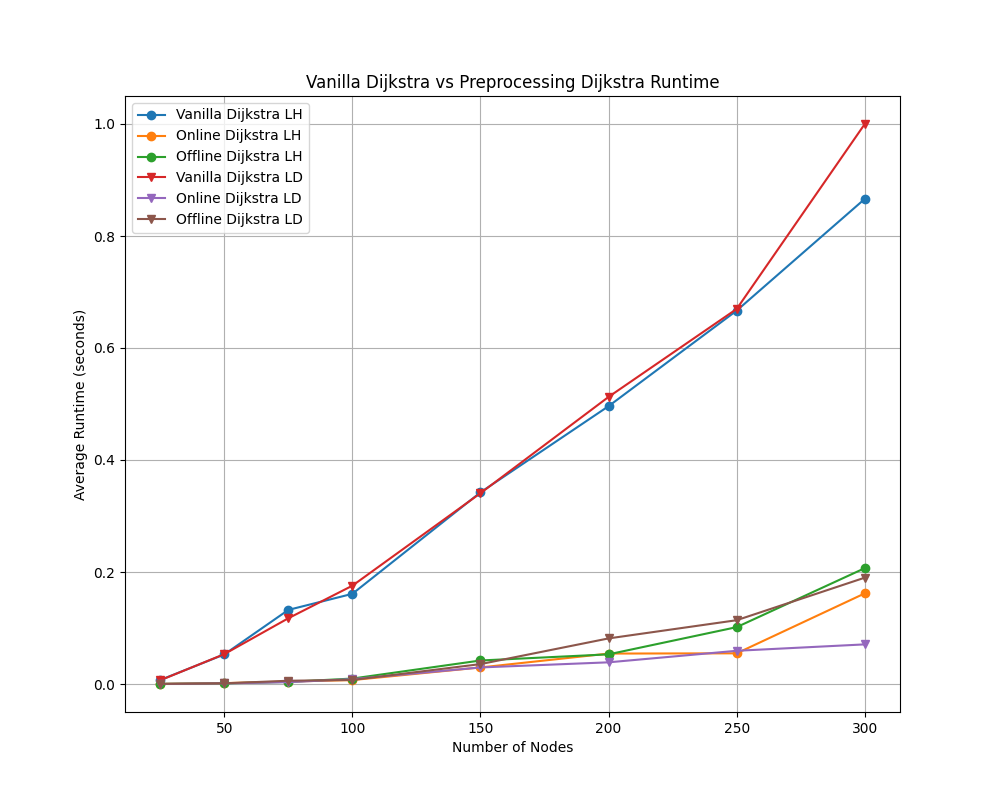 Vanilla Dijkstra vs Preprocessing Dijkstra Runtime
Vanilla Dijkstra LH
Online Dijkstra LH
Offline Dijkstra LH
Vanilla Dijkstra LD
Online Dijkstra LD
Offline Dijkstra LD
Average Runtime (seconds)
1.0
0.8
0.6
0.4
0.2
0.0
50 100 150 200 250 300
Number of Nodes